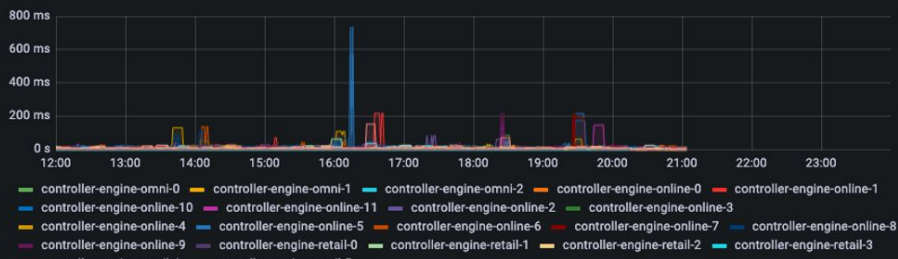 800 ms
600 ms
400 ms
200 ms
0 s
12:00 13:00 14:00 15:00 16:00 17:00 18:00 19:00 20:00 21:00 22:00 23:00
controller-engine-omni-0 controller-engine-omni-1 controller-engine-omni-2 controller-engine-online-0 controller-engine-online-1
controller-engine-online-10 controller-engine-online-11 controller-engine-online-2 controller-engine-online-3
controller-engine-online-4 controller-engine-online-5 controller-engine-online-6 controller-engine-online-7 controller-engine-online-8
controller-engine-online-9 controller-engine-retail-0 controller-engine-retail-1 controller-engine-retail-2 controller-engine-retail-3